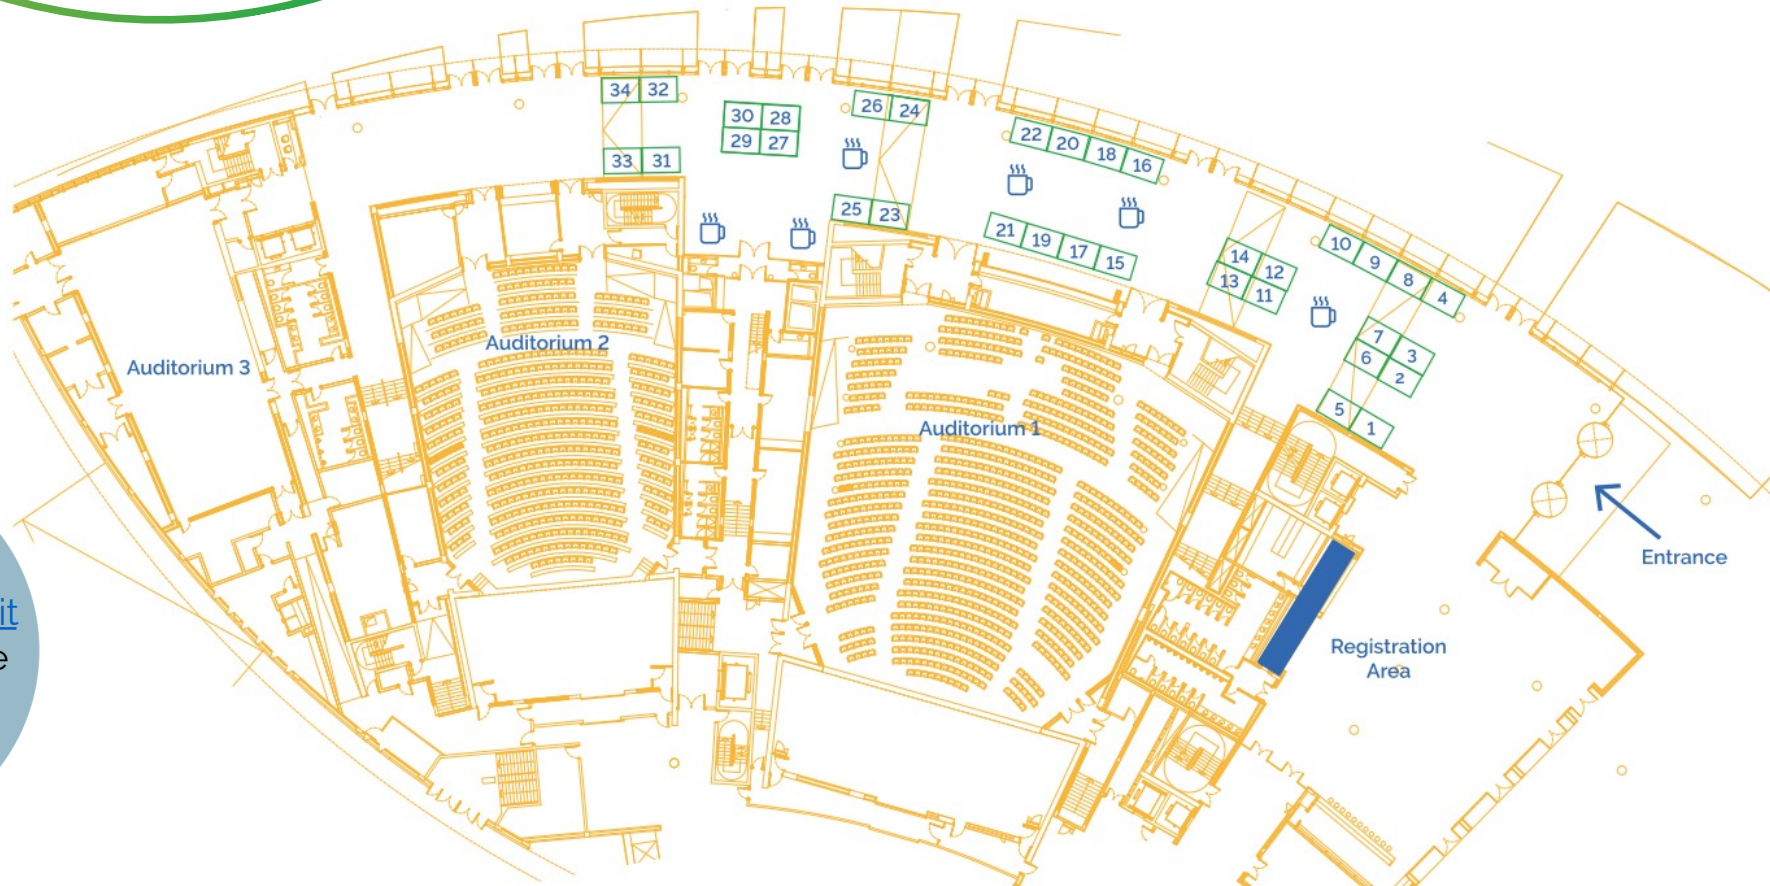 34 32
30 28
29 27
33 31
26 24
25 23
22 20 18 16
21 19 17 15
14 12
13 11
10 9 8 4
7 3
6 2
5 1
Auditorium 3
Auditorium 2
Auditorium 1
Entrance
Registration
Area
it
e